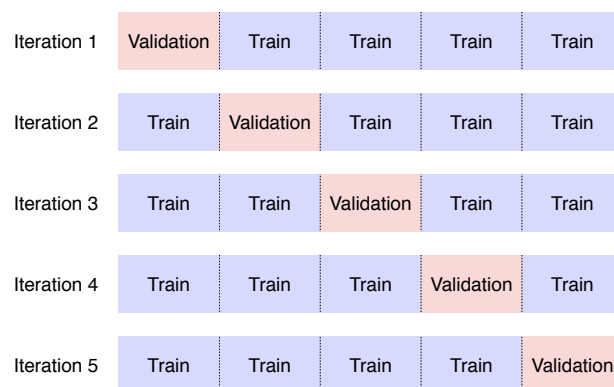 Iteration 1 Validation Train Train Train Train
Iteration 2 Train Validation Train Train Train
Iteration 3 Train Train Validation Train Train
Iteration 4 Train Train Train Validation Train
Iteration 5 Train Train Train Train Validation